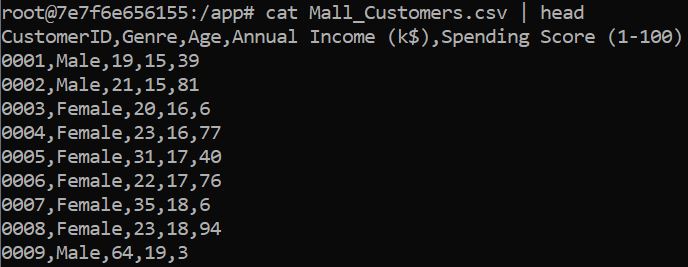 root@7e7f6e656155:/app# cat Mall_Customers.csv | head
CustomerID,Genre,Age,Annual Income (k$),Spending Score (1-100)
0001,Male,19,15,39
0002,Male,21,15,81
0003,Female,20,16,6
0004,Female,23,16,77
0005,Female,31,17,40
0006,Female,22,17,76
0007,Female,35,18,6
0008,Female,23,18,94
0009,Male,64,19,3